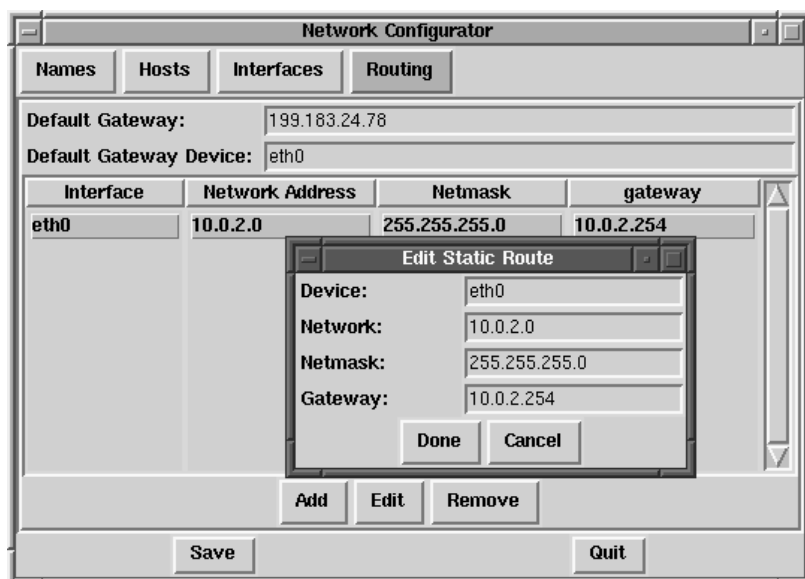 Network Configurator
Names Hosts Interfaces Routing
Default Gateway: 199.183.24.78
Default Gateway Device: eth0
Interface Network Address Netmask gateway
eth0 10.0.2.0 255.255.255.0 10.0.2.254
Edit Static Route
Device: eth0
Network: 10.0.2.0
Netmask: 255.255.255.0
Gateway: 10.0.2.254
Done Cancel
Add Edit Remove
Save Quit